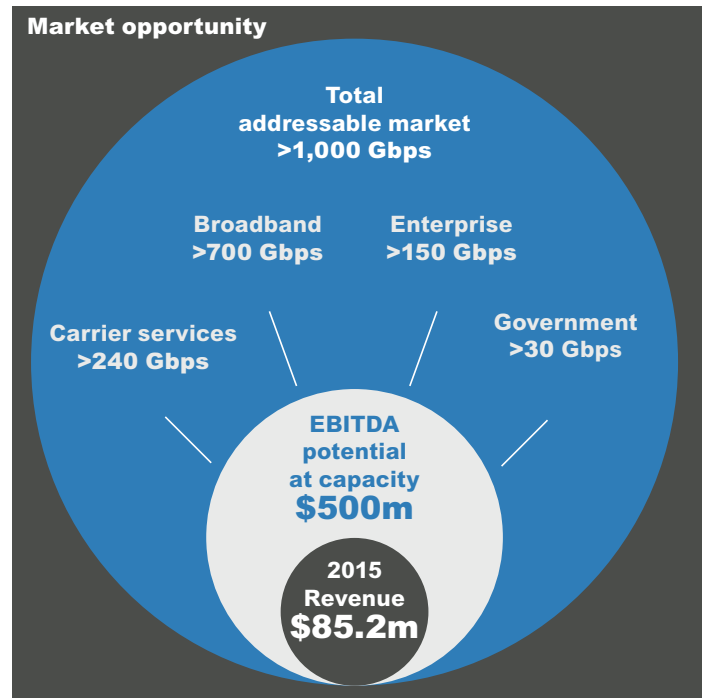 Market opportunity
Total
addressable market
>1,000 Gbps
Broadband
>700 Gbps
Enterprise
>150 Gbps
Carrier services
>240 Gbps
Government
>30 Gbps
EBITDA
potential
at capacity
$500m
2015
Revenue
$85.2m